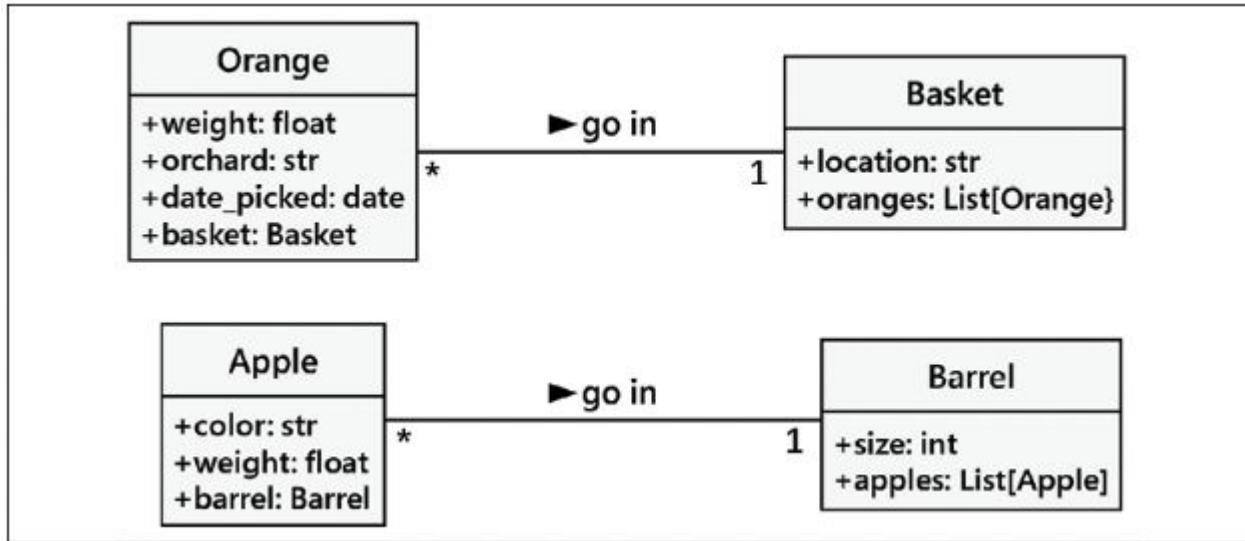 Orange
+weight: float
+orchard: str
+date_picked: date
+basket: Basket
►go in
*
1
Basket
+location: str
+oranges: List[Orange}
Apple
+color: str
+weight: float
+barrel: Barrel
►go in
*
1
Barrel
+size: int
+apples: List[Apple]